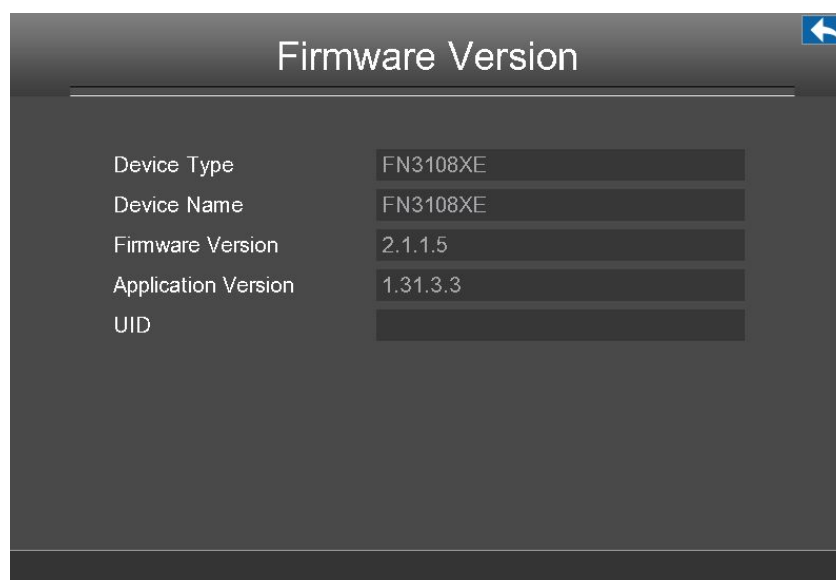 Firmware Version
Device Type FN3108XE
Device Name FN3108XE
Firmware Version 2.1.1.5
Application Version 1.31.3.3
UID